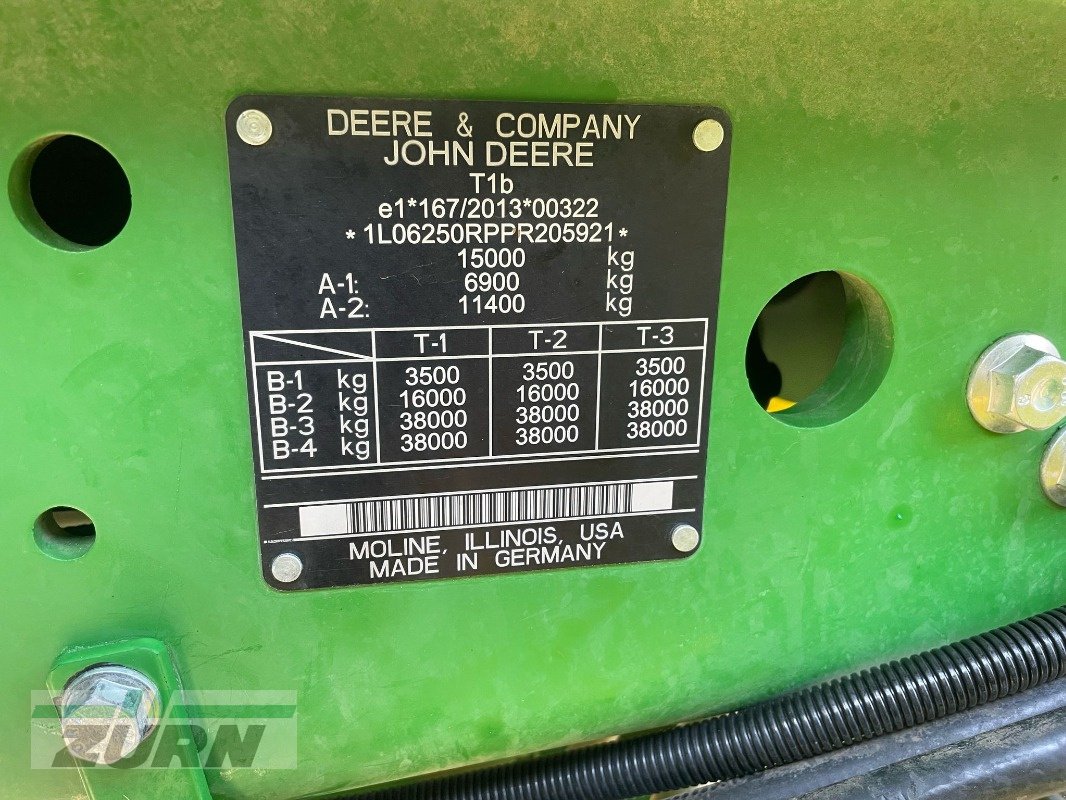 DEERE & COMPANY
JOHN DEERE
T1b
e1*167/2013*00322
*1L06250RPPR205921*
15000 kg
A-1: 6900 kg
A-2: 11400 kg
T-1 T-2 T-3
B-1 kg 3500 3500 3500
B-2 kg 16000 16000 16000
B-3 kg 38000 38000 38000
B-4 kg 38000 38000 38000
MOLINE, ILLINOIS, USA
MADE IN GERMANY
ZÜRN